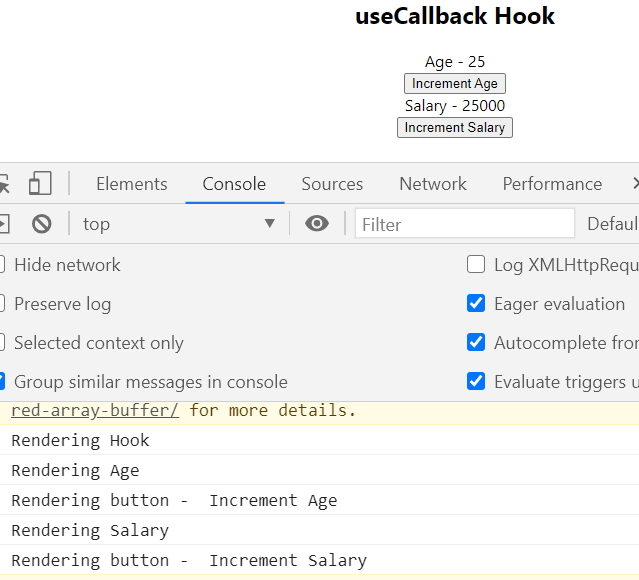 useCallback Hook
Age - 25
Increment Age
Salary - 25000
Increment Salary
Elements Console Sources Network Performance
top Filter Defaul
Hide network Log XMLHttpRequ
Preserve log Eager evaluation
Selected context only Autocomplete fror
Group similar messages in console Evaluate triggers u
red-array-buffer/ for more details.
Rendering Hook
Rendering Age
Rendering button -  Increment Age
Rendering Salary
Rendering button -  Increment Salary